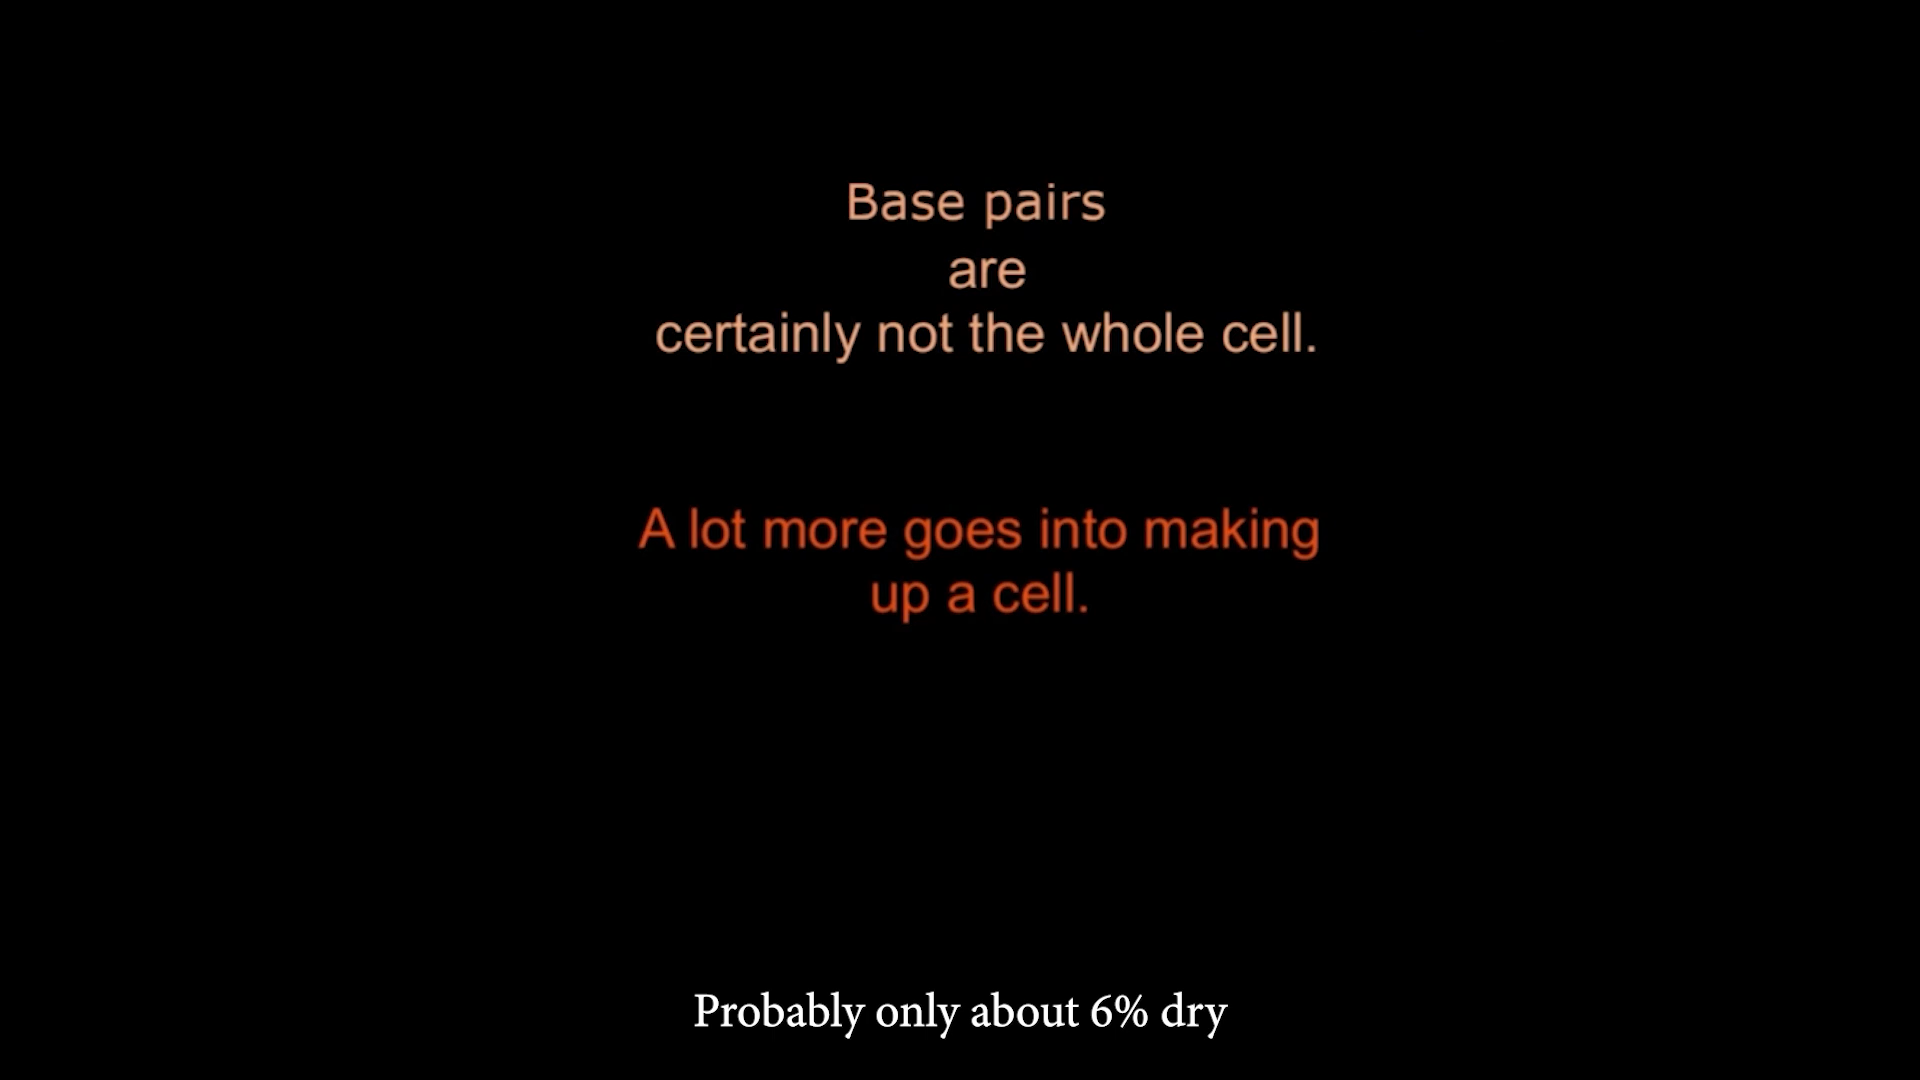 Base pairs
are
certainly not the whole cell.
A lot more goes into making
up a cell.
Probably only about 6% dry